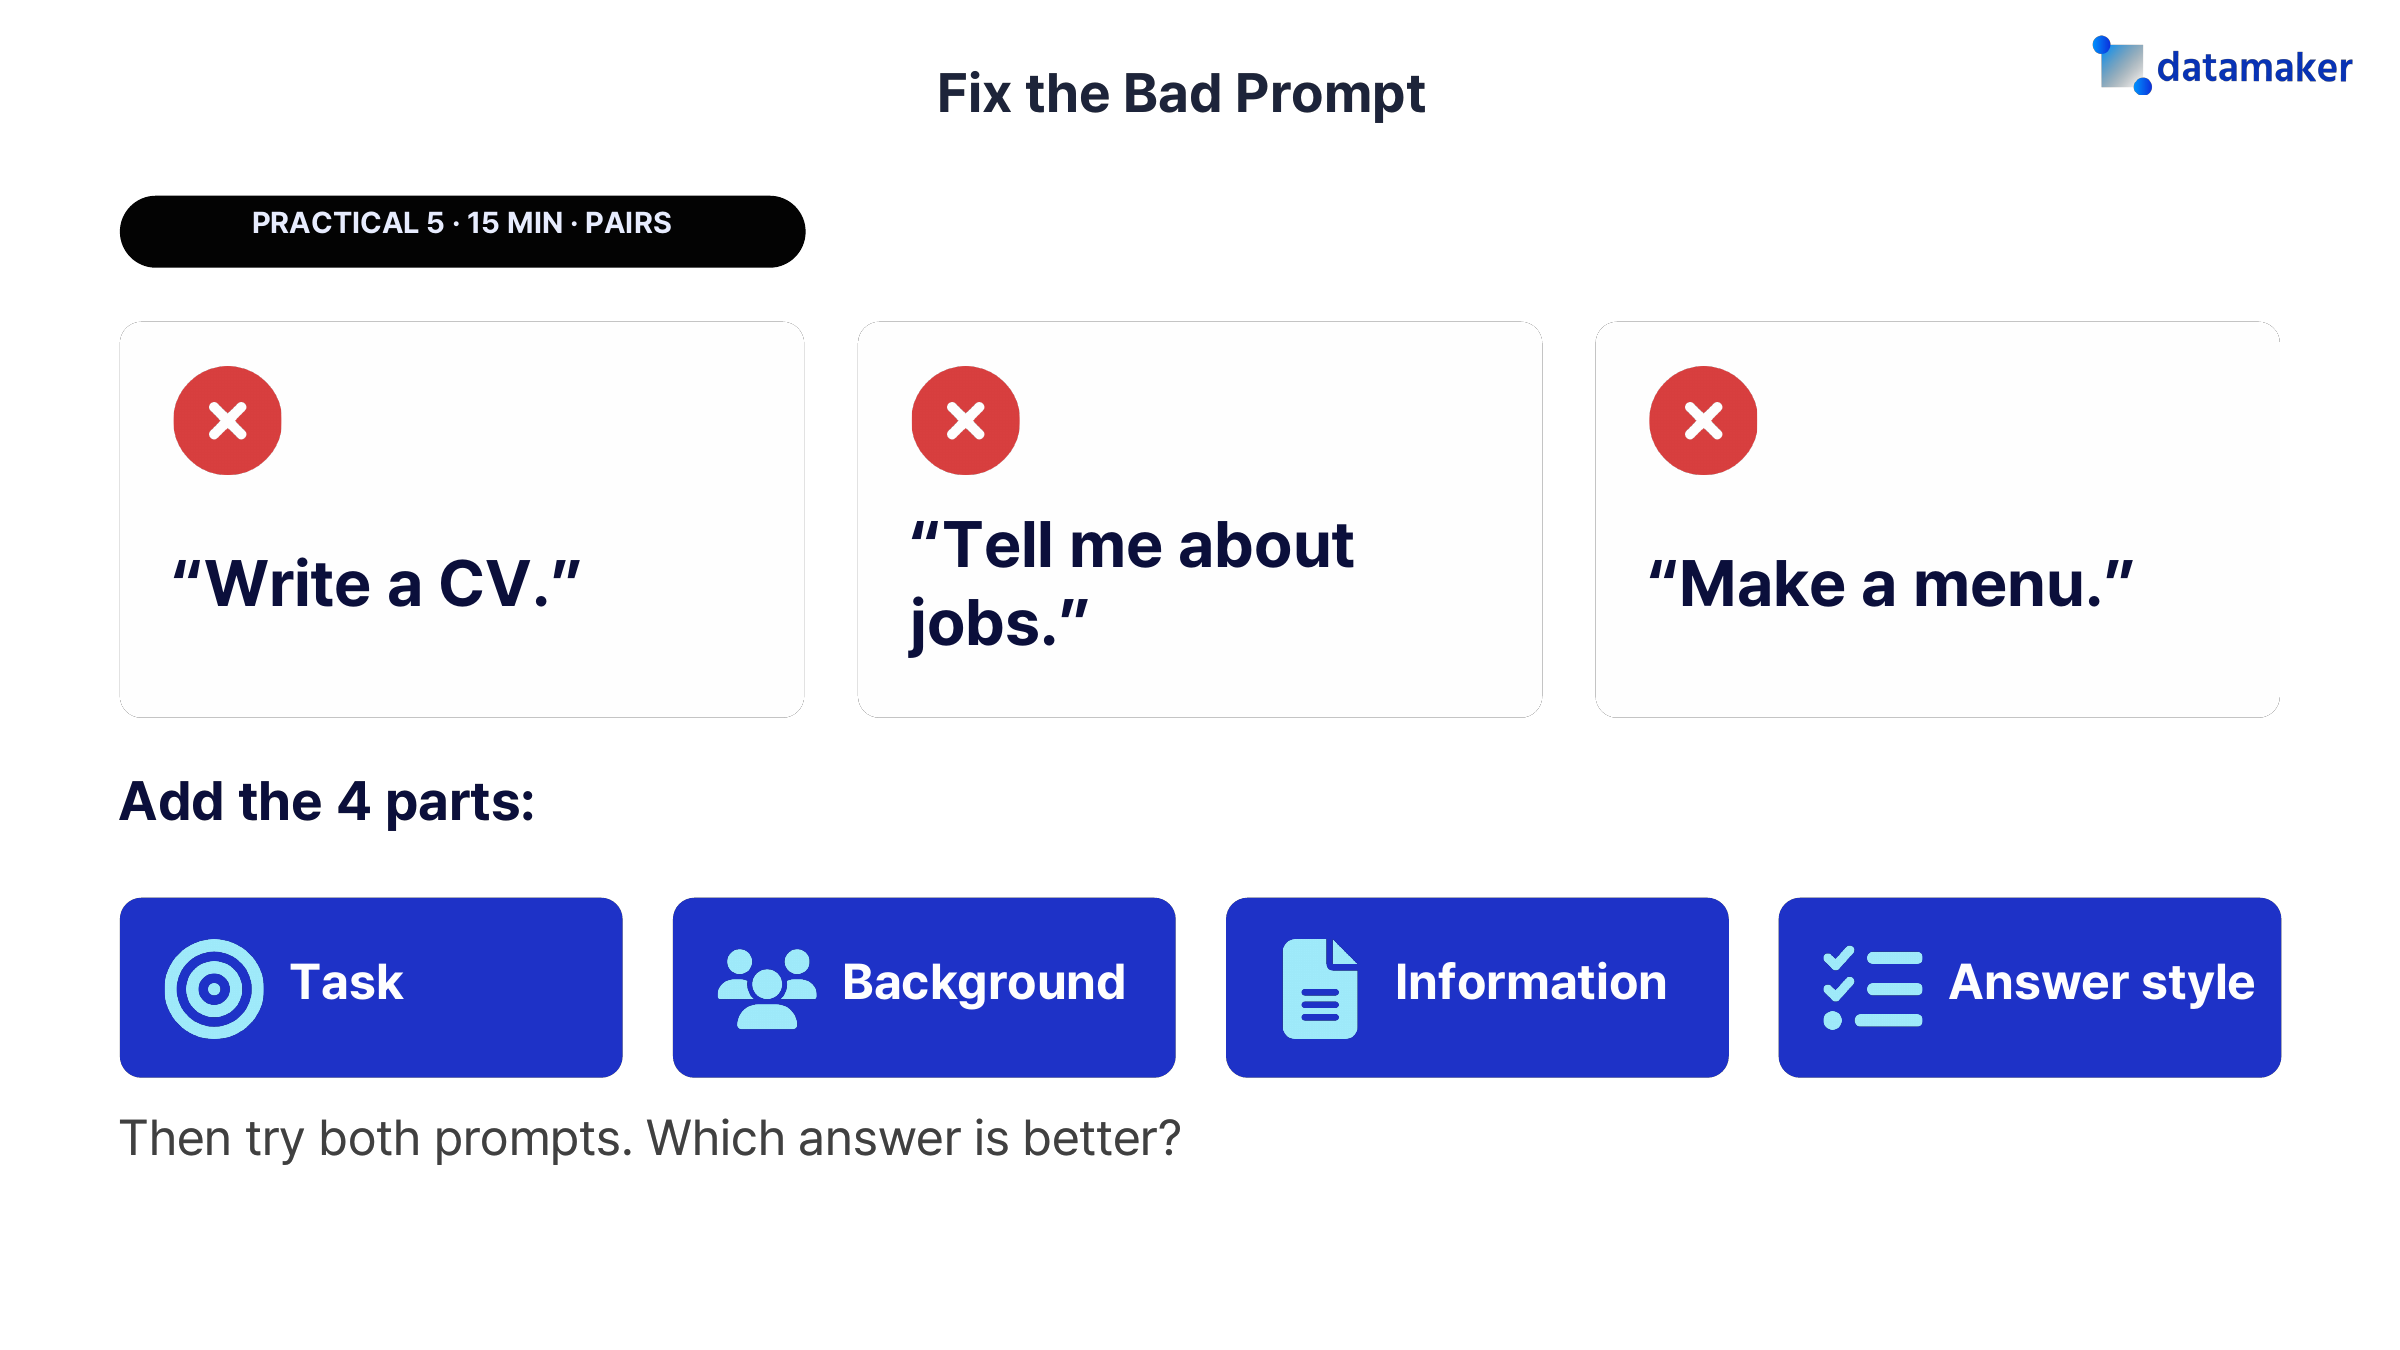 datamaker
Fix the Bad Prompt
PRACTICAL 5 · 15 MIN · PAIRS
“Write a CV.”
“Tell me about
jobs.”
“Make a menu.”
Add the 4 parts:
Task
Background
Information
Answer style
Then try both prompts. Which answer is better?